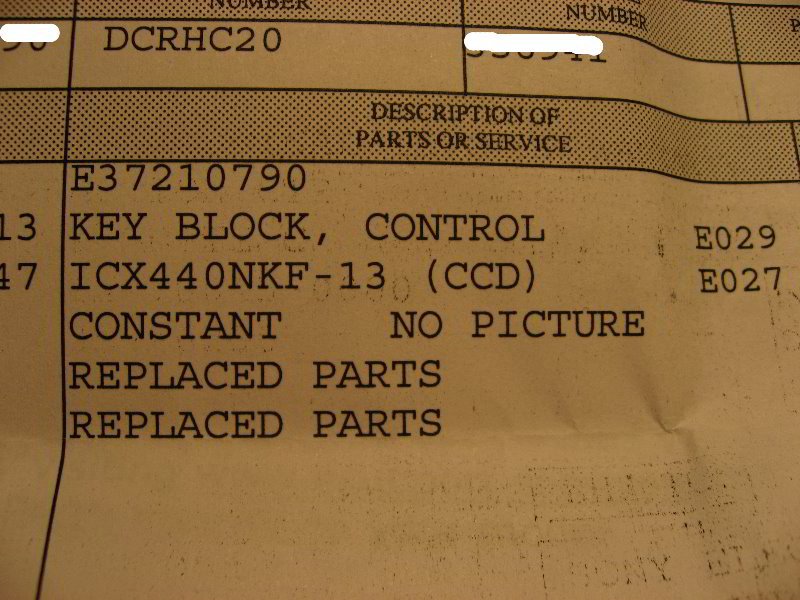 NUMBER NUMBER
DCRHC20
DESCRIPTION OF
PARTS OR SERVICE
E37210790
13 KEY BLOCK, CONTROL E029
47 ICX440NKF-13 (CCD) E027
CONSTANT NO PICTURE
REPLACED PARTS
REPLACED PARTS